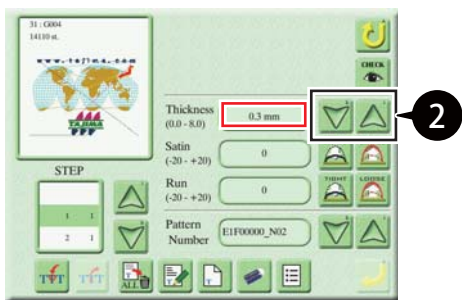 31 : G004
14110 st.
www.tajima.com
TAJIMA
CHECK
Thickness
(0.0 - 8.0)
0.3 mm
2
Satin
(-20 - +20)
0
STEP
TIGHT LOOSE
Run
(-20 - +20)
0
1 1
2 1
Pattern
Number
E1F00000_N02
ALL